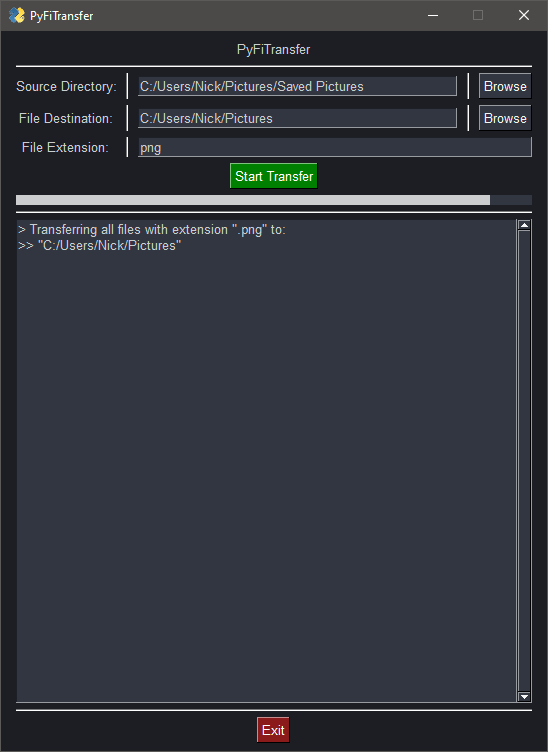 PyFiTransfer
PyFiTransfer
Source Directory: C:/Users/Nick/Pictures/Saved Pictures Browse
File Destination: C:/Users/Nick/Pictures Browse
File Extension: png
Start Transfer
> Transferring all files with extension ".png" to:
>> "C:/Users/Nick/Pictures"
Exit